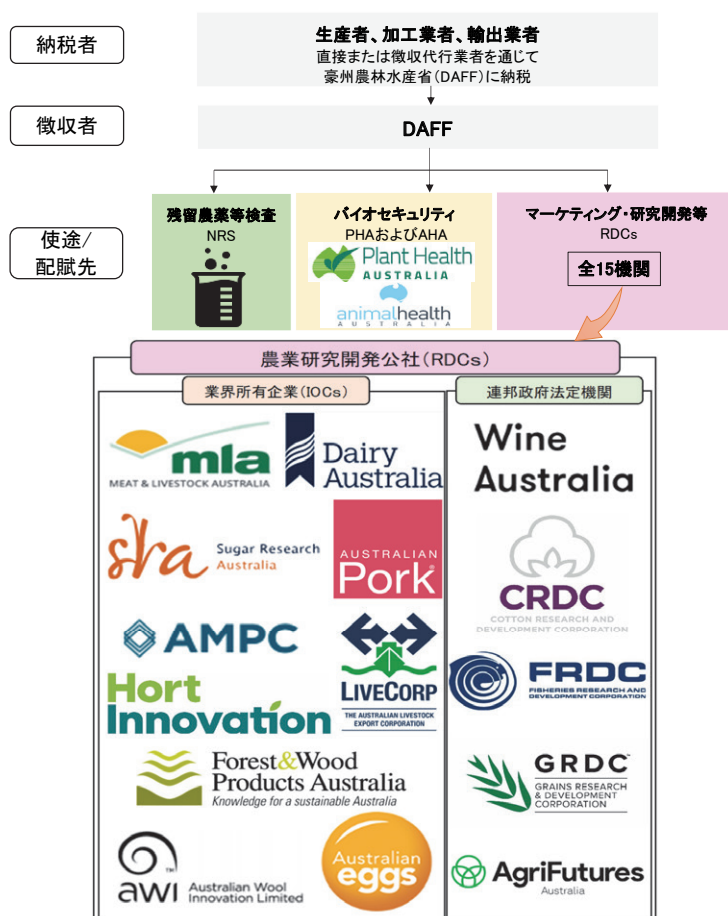 納税者
生産者、加工業者、輸出業者
直接または徴収代行業者を通じて
豪州農林水産省(DAFF)に納税
徴収者
DAFF
使途/
配賦先
残留農薬等検査
NRS
バイオセキュリティ
PHAおよびAHA
Plant Health
AUSTRALIA
animalhealth
AUSTRALIA
マーケティング・研究開発等
RDCs
全15機関
農業研究開発公社(RDCs)
業界所有企業(IOCs)
mla
MEAT & LIVESTOCK AUSTRALIA
Dairy
Australia
sra
Sugar Research
Australia
AUSTRALIAN
Pork
AMPC
LIVECORP
THE AUSTRALIAN LIVESTOCK
EXPORT CORPORATION
Hort
Innovation
Forest&Wood
Products Australia
Knowledge for a sustainable Australia
awi
Australian Wool
Innovation Limited
Australian
eggs
連邦政府法定機関
Wine
Australia
CRDC
COTTON RESEARCH AND
DEVELOPMENT CORPORATION
FRDC
FISHERIES RESEARCH AND
DEVELOPMENT CORPORATION
GRDC
GRAINS RESEARCH
& DEVELOPMENT
CORPORATION
AgriFutures
Australia